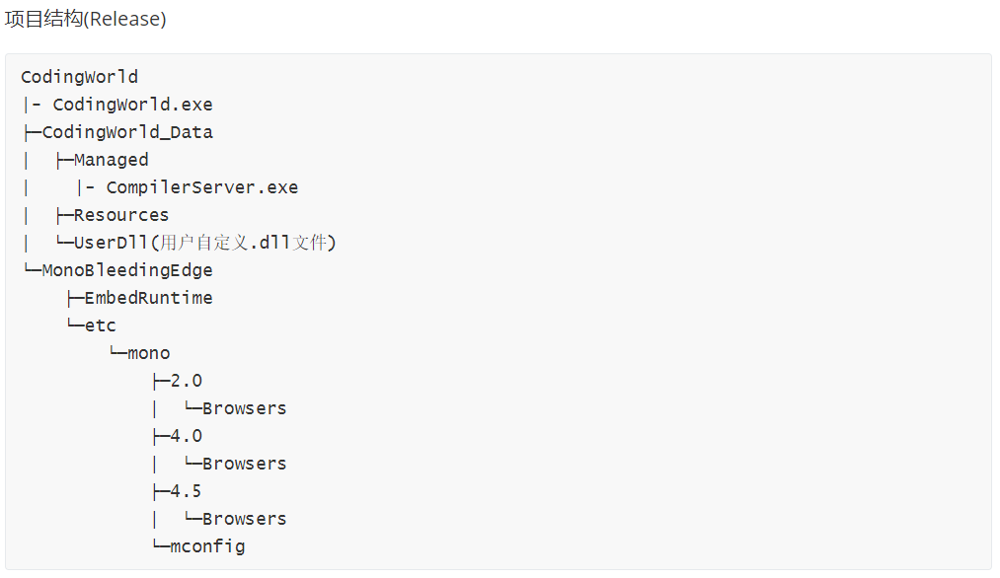 项目结构(Release)
CodingWorld
|- CodingWorld.exe
├─CodingWorld_Data
|  ├─Managed
|    |- CompilerServer.exe
|  ├─Resources
|  └─UserDll(用户自定义.dll文件)
└─MonoBleedingEdge
    ├─EmbedRuntime
    └─etc
        └─mono
            ├─2.0
            |  └─Browsers
            ├─4.0
            |  └─Browsers
            ├─4.5
            |  └─Browsers
            └─mconfig